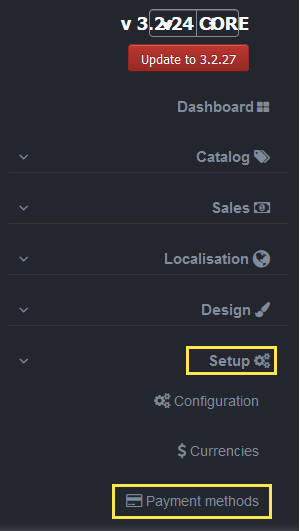 v 3.2.24 CORE
Update to 3.2.27
Dashboard
Catalog
Sales
Localisation
Design
Setup
Configuration
Currencies
Payment methods